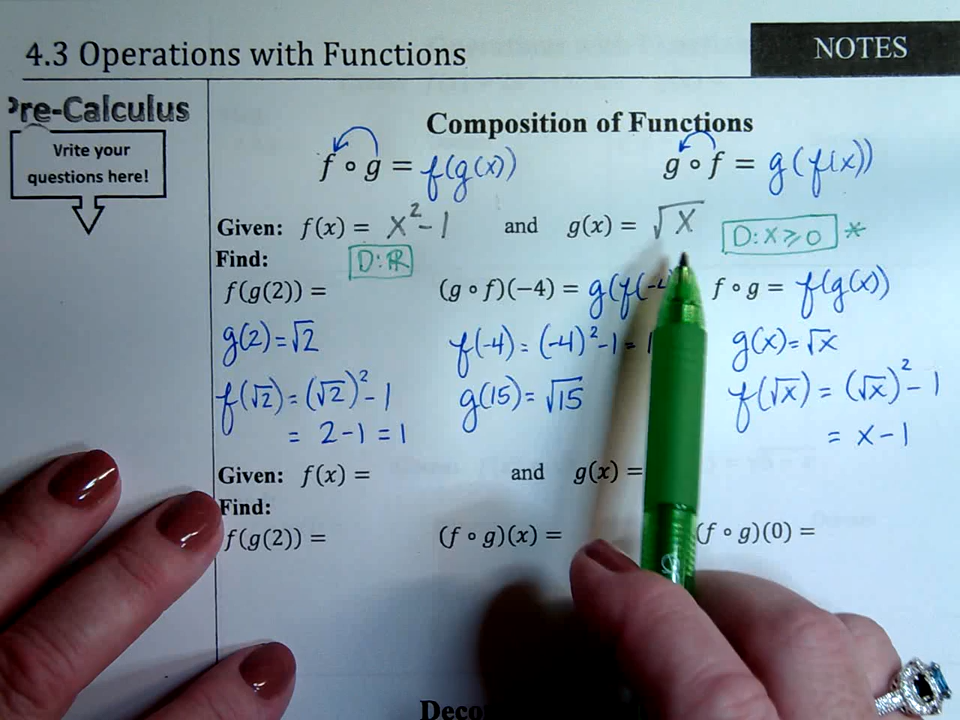 4.3 Operations with Functions
NOTES
Pre-Calculus
Write your
questions here!
Composition of Functions
f ∘ g = f(g(x))
g ∘ f = g(f(x))
Given: f(x) = x² - 1 and g(x) = √x D: x ≥ 0 *
Find: D: ℝ
f(g(2)) =
g(2) = √2
f(√2) = (√2)² - 1
= 2 - 1 = 1
(g ∘ f)(−4) = g(f(-4
f(-4) = (-4)² - 1 = 1
g(15) = √15
f ∘ g = f(g(x))
g(x) = √x
f(√x) = (√x)² - 1
= x - 1
Given: f(x) = and g(x) =
Find:
f(g(2)) =
(f ∘ g)(x) =
(f ∘ g)(0) =